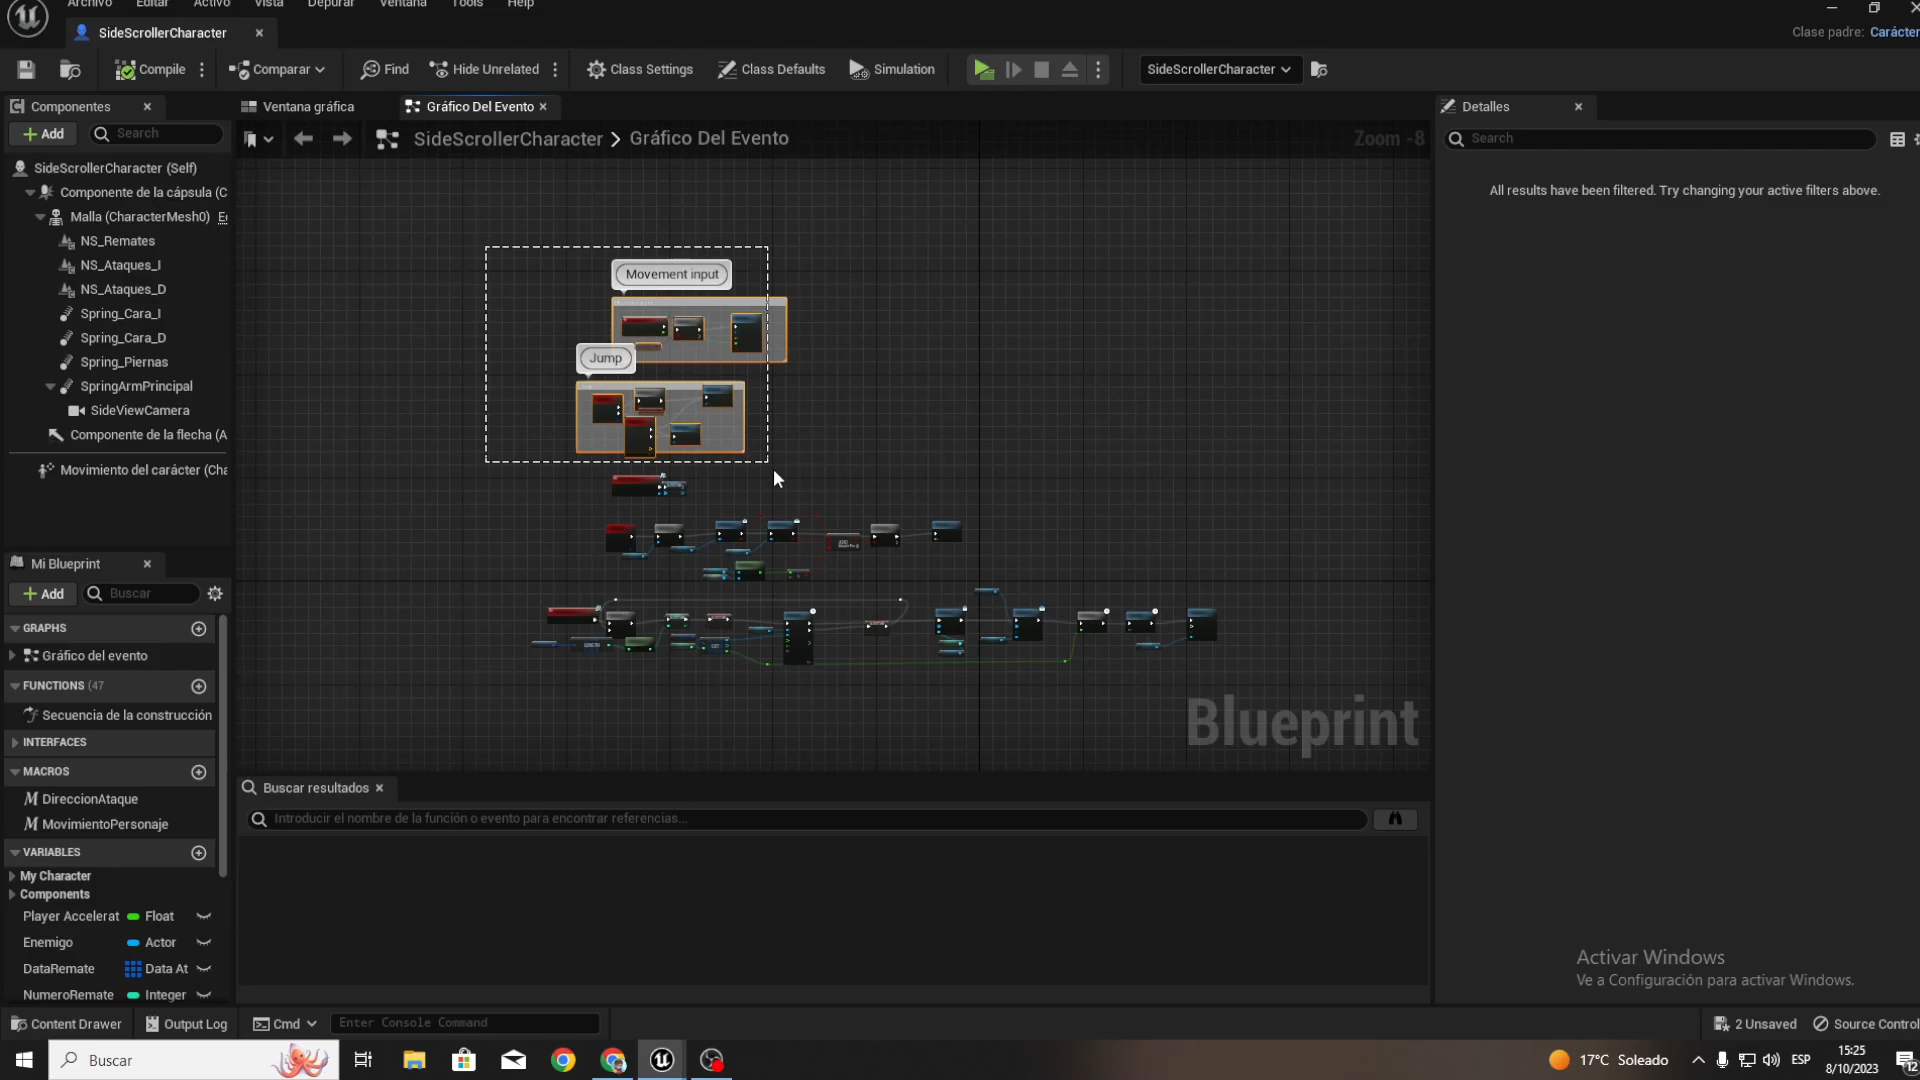 Archivo Editar Activo Vista Depurar Ventana Tools Help
SideScrollerCharacter
Clase padre: Carácter
Compile Comparar Find Hide Unrelated Class Settings Class Defaults Simulation SideScrollerCharacter
Componentes Ventana gráfica Gráfico Del Evento Detalles
Add Search
SideScrollerCharacter Gráfico Del Evento Zoom -8
Search
SideScrollerCharacter (Self)
Componente de la cápsula (C
Malla (CharacterMesh0) Ec
NS_Remates
NS_Ataques_I
NS_Ataques_D
Spring_Cara_I
Spring_Cara_D
Spring_Piernas
SpringArmPrincipal
SideViewCamera
Componente de la flecha (A
Movimiento del carácter (Cha
All results have been filtered. Try changing your active filters above.
Movement input
Jump
Blueprint
Mi Blueprint
Add Buscar
GRAPHS
Gráfico del evento
FUNCTIONS (47
Secuencia de la construcción
INTERFACES
MACROS
DireccionAtaque
MovimientoPersonaje
VARIABLES
My Character
Components
Player Accelerat Float
Enemigo Actor
DataRemate Data At
NumeroRemate Integer
Buscar resultados
Introducir el nombre de la función o evento para encontrar referencias...
Activar Windows
Ve a Configuración para activar Windows.
Content Drawer Output Log Cmd Enter Console Command 2 Unsaved Source Control
Buscar
17°C Soleado
ESP
15:25
8/10/2023
12